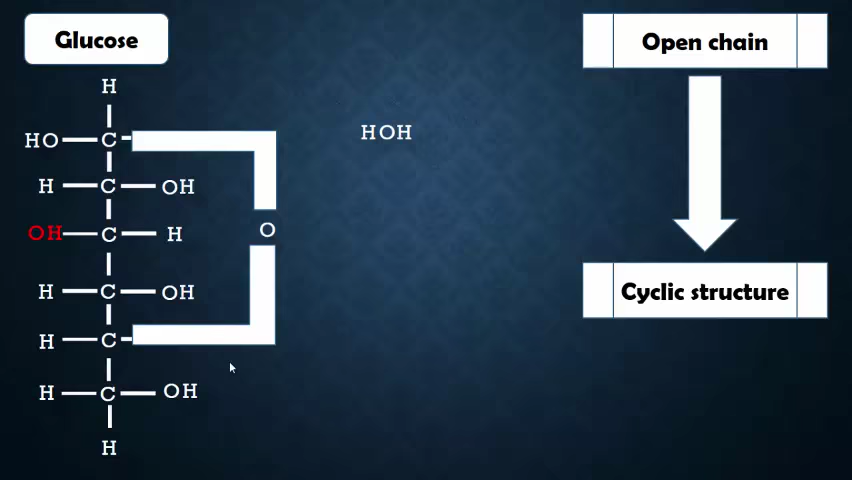 Glucose
Open chain
H
HOH
HO C
H C OH
O
OH C H
H C OH
Cyclic structure
H C
H C OH
H